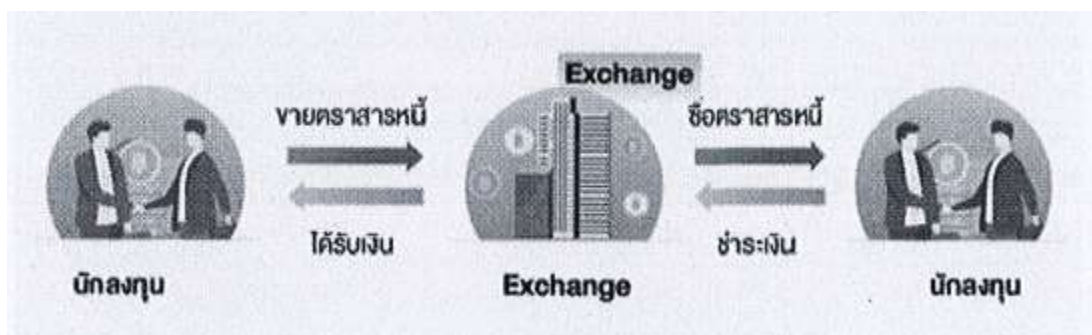 Exchange
ขายตราสารหนี้
ซื้อตราสารหนี้
ได้รับเงิน
ชำระเงิน
นักลงทุน
Exchange
นักลงทุน